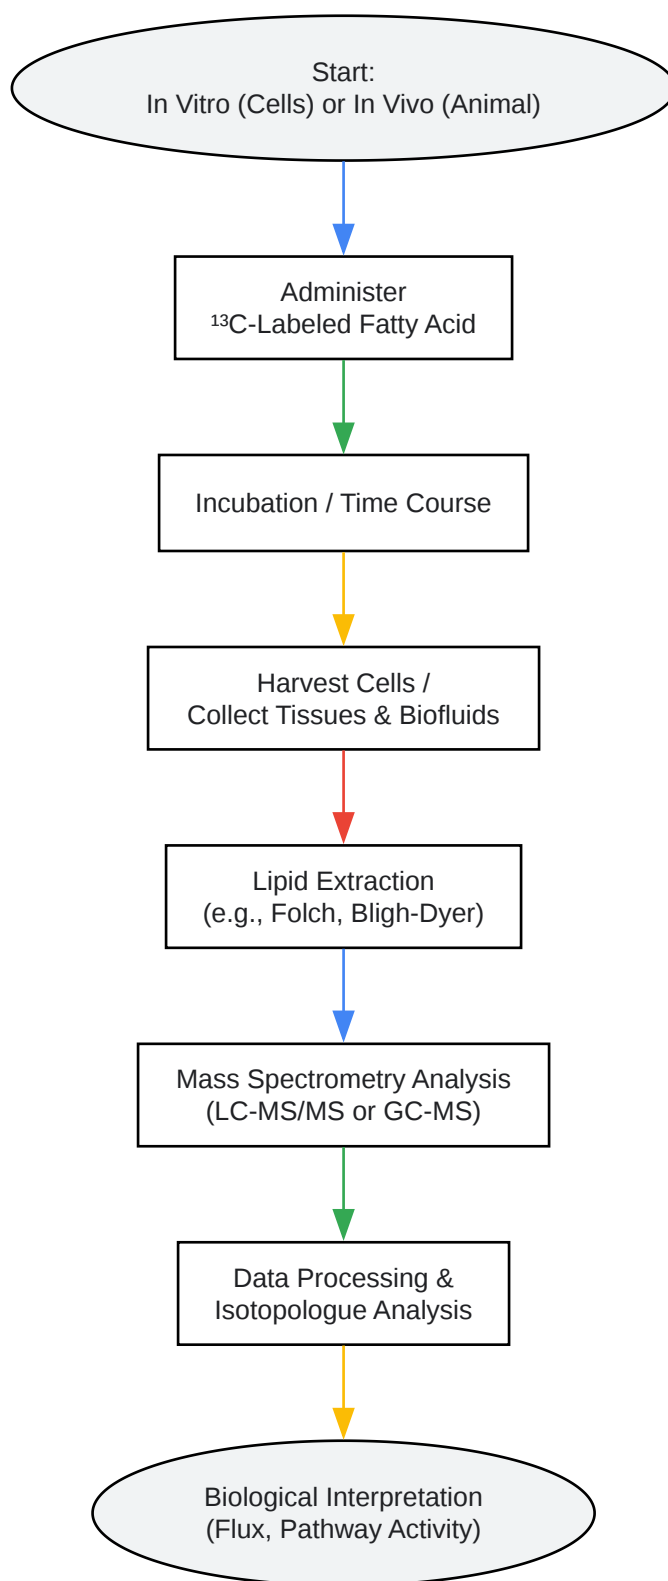 Start:
In Vitro (Cells) or In Vivo (Animal)
Administer
¹³C-Labeled Fatty Acid
Incubation / Time Course
Harvest Cells /
Collect Tissues & Biofluids
Lipid Extraction
(e.g., Folch, Bligh-Dyer)
Mass Spectrometry Analysis
(LC-MS/MS or GC-MS)
Data Processing &
Isotopologue Analysis
Biological Interpretation
(Flux, Pathway Activity)